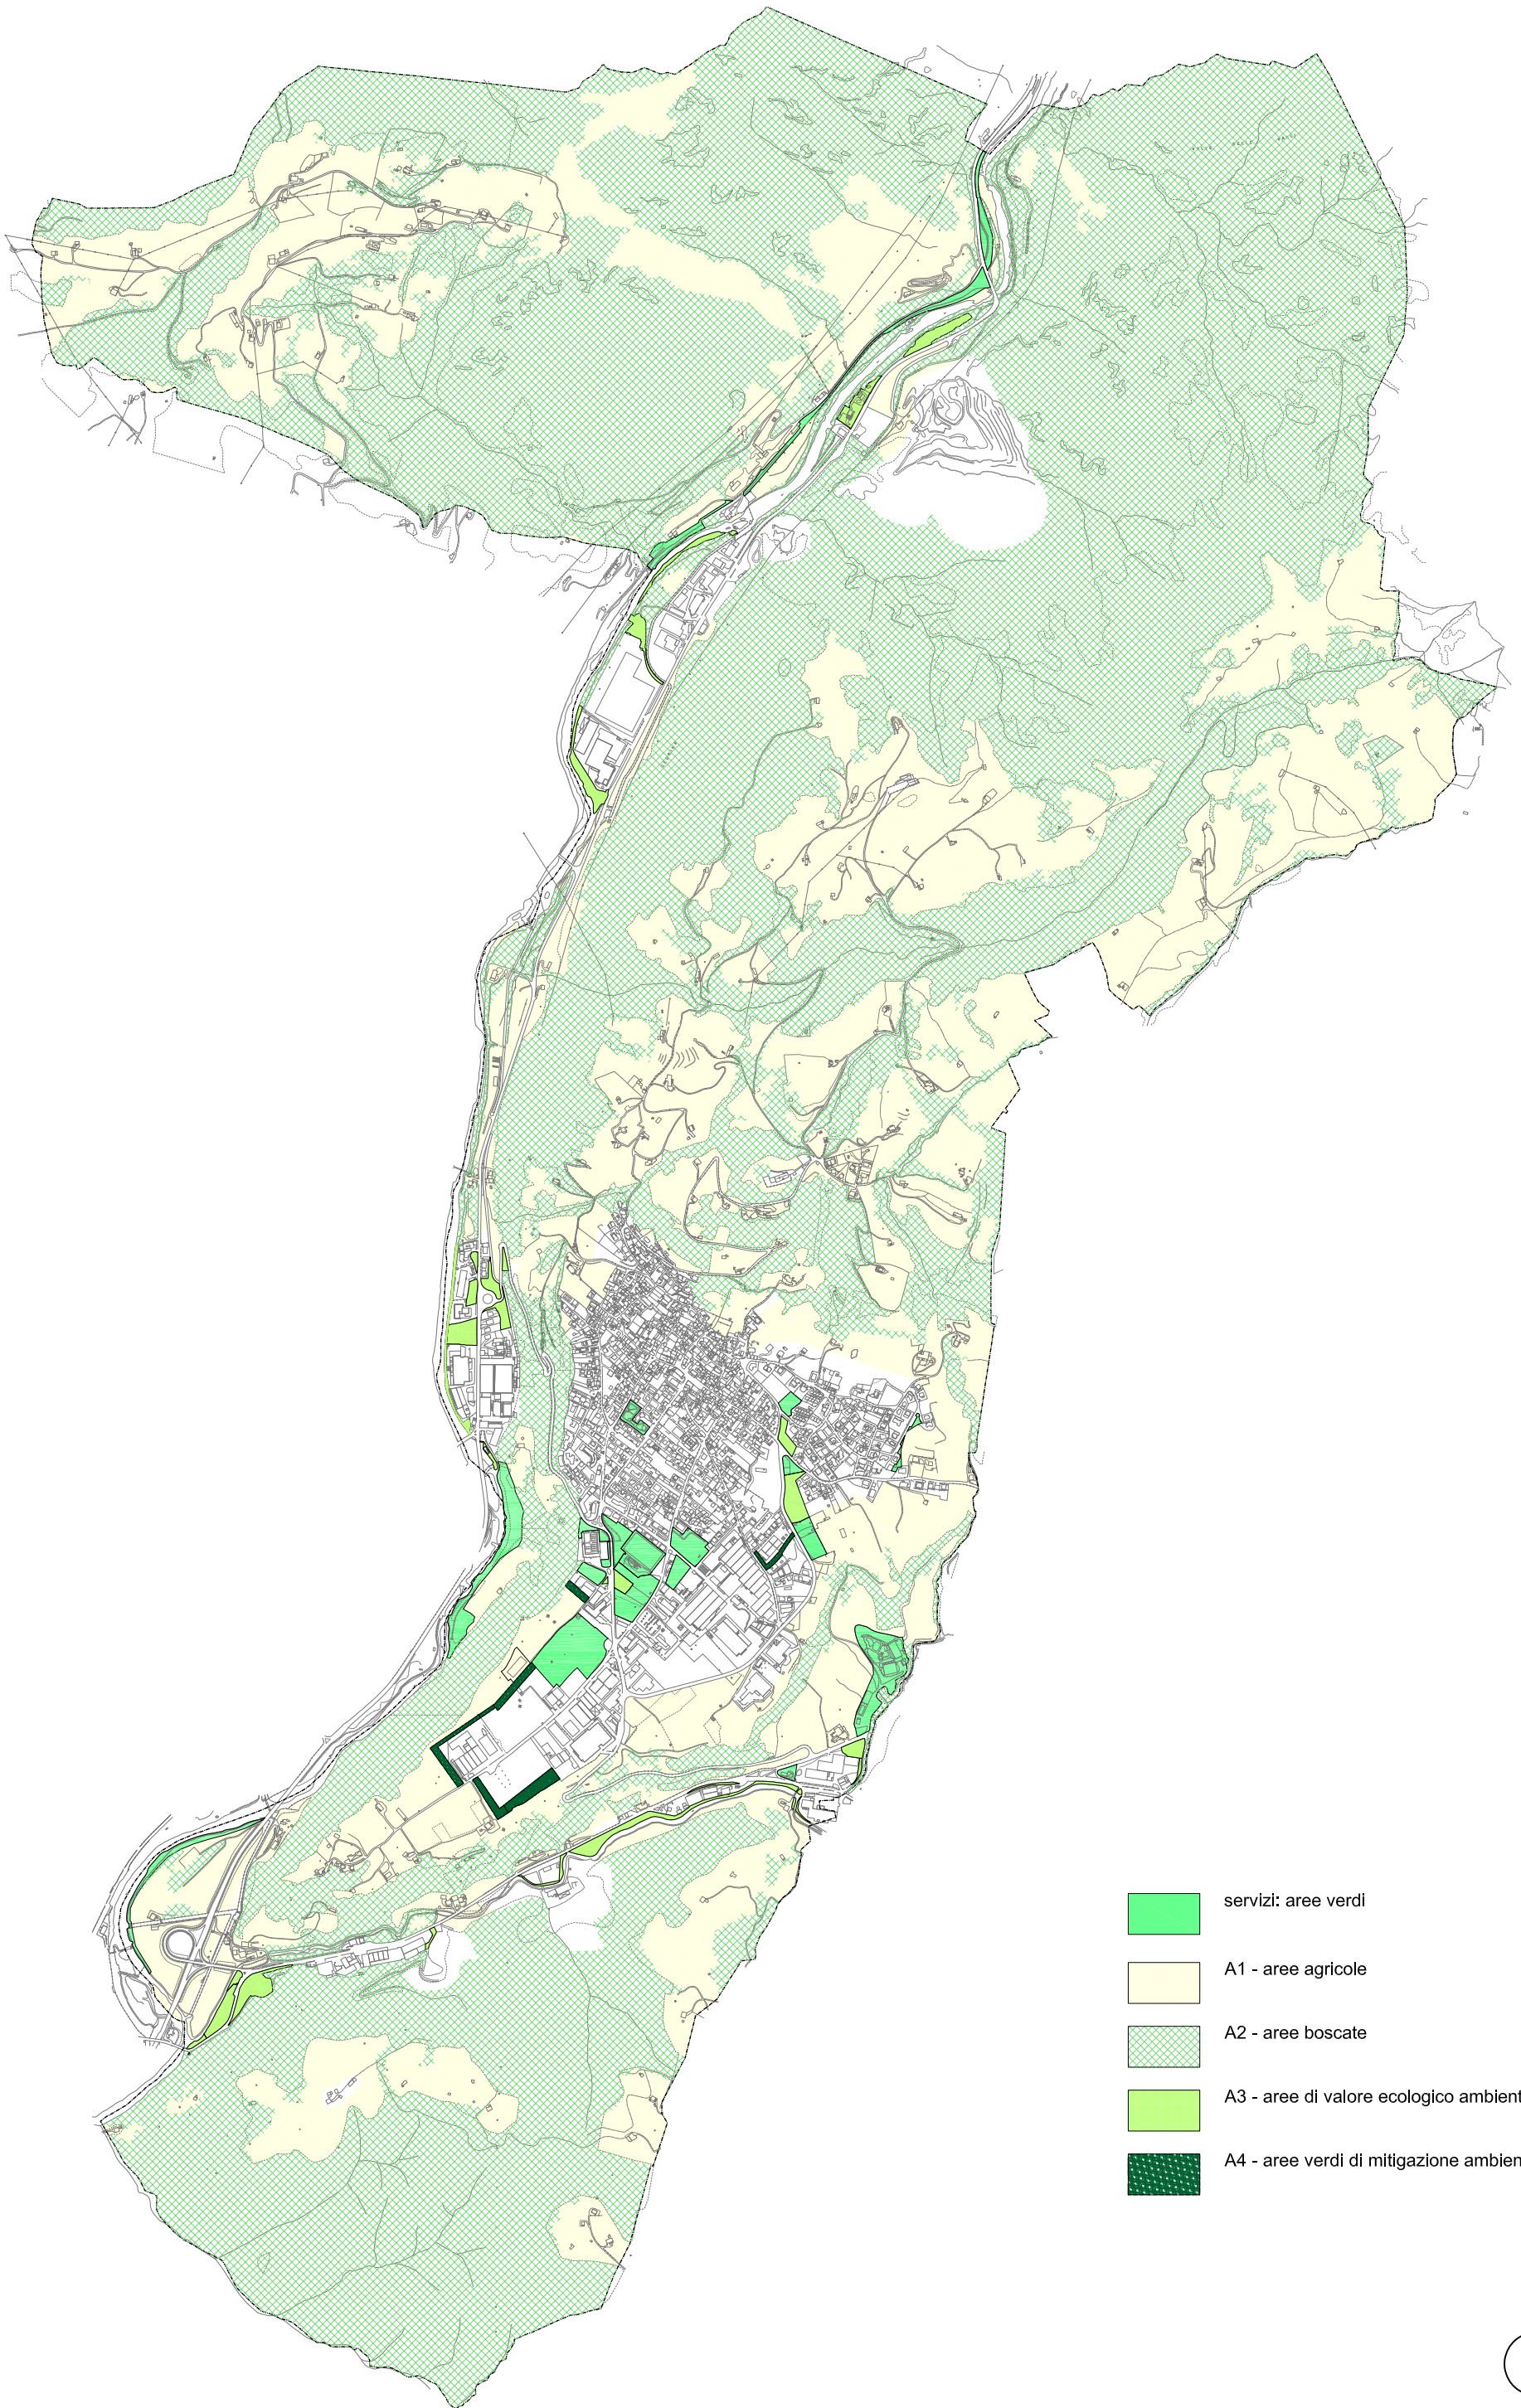 servizi: aree verdi
A1 - aree agricole
A2 - aree boscate
A3 - aree di valore ecologico ambient
A4 - aree verdi di mitigazione ambien